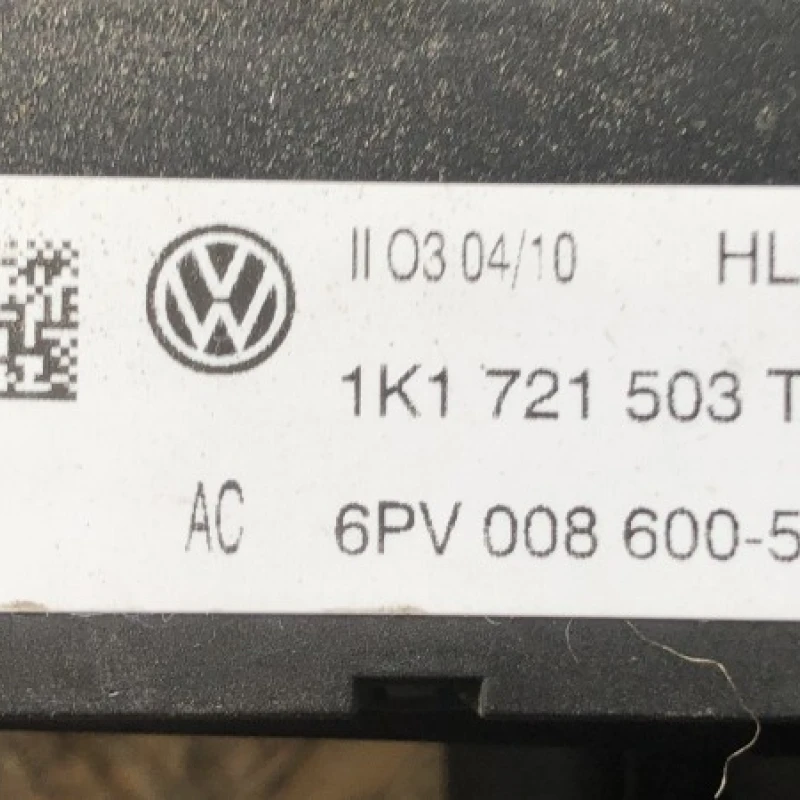 II 03 04/10 HL
1K1 721 503 T
AC 6PV 008 600-5